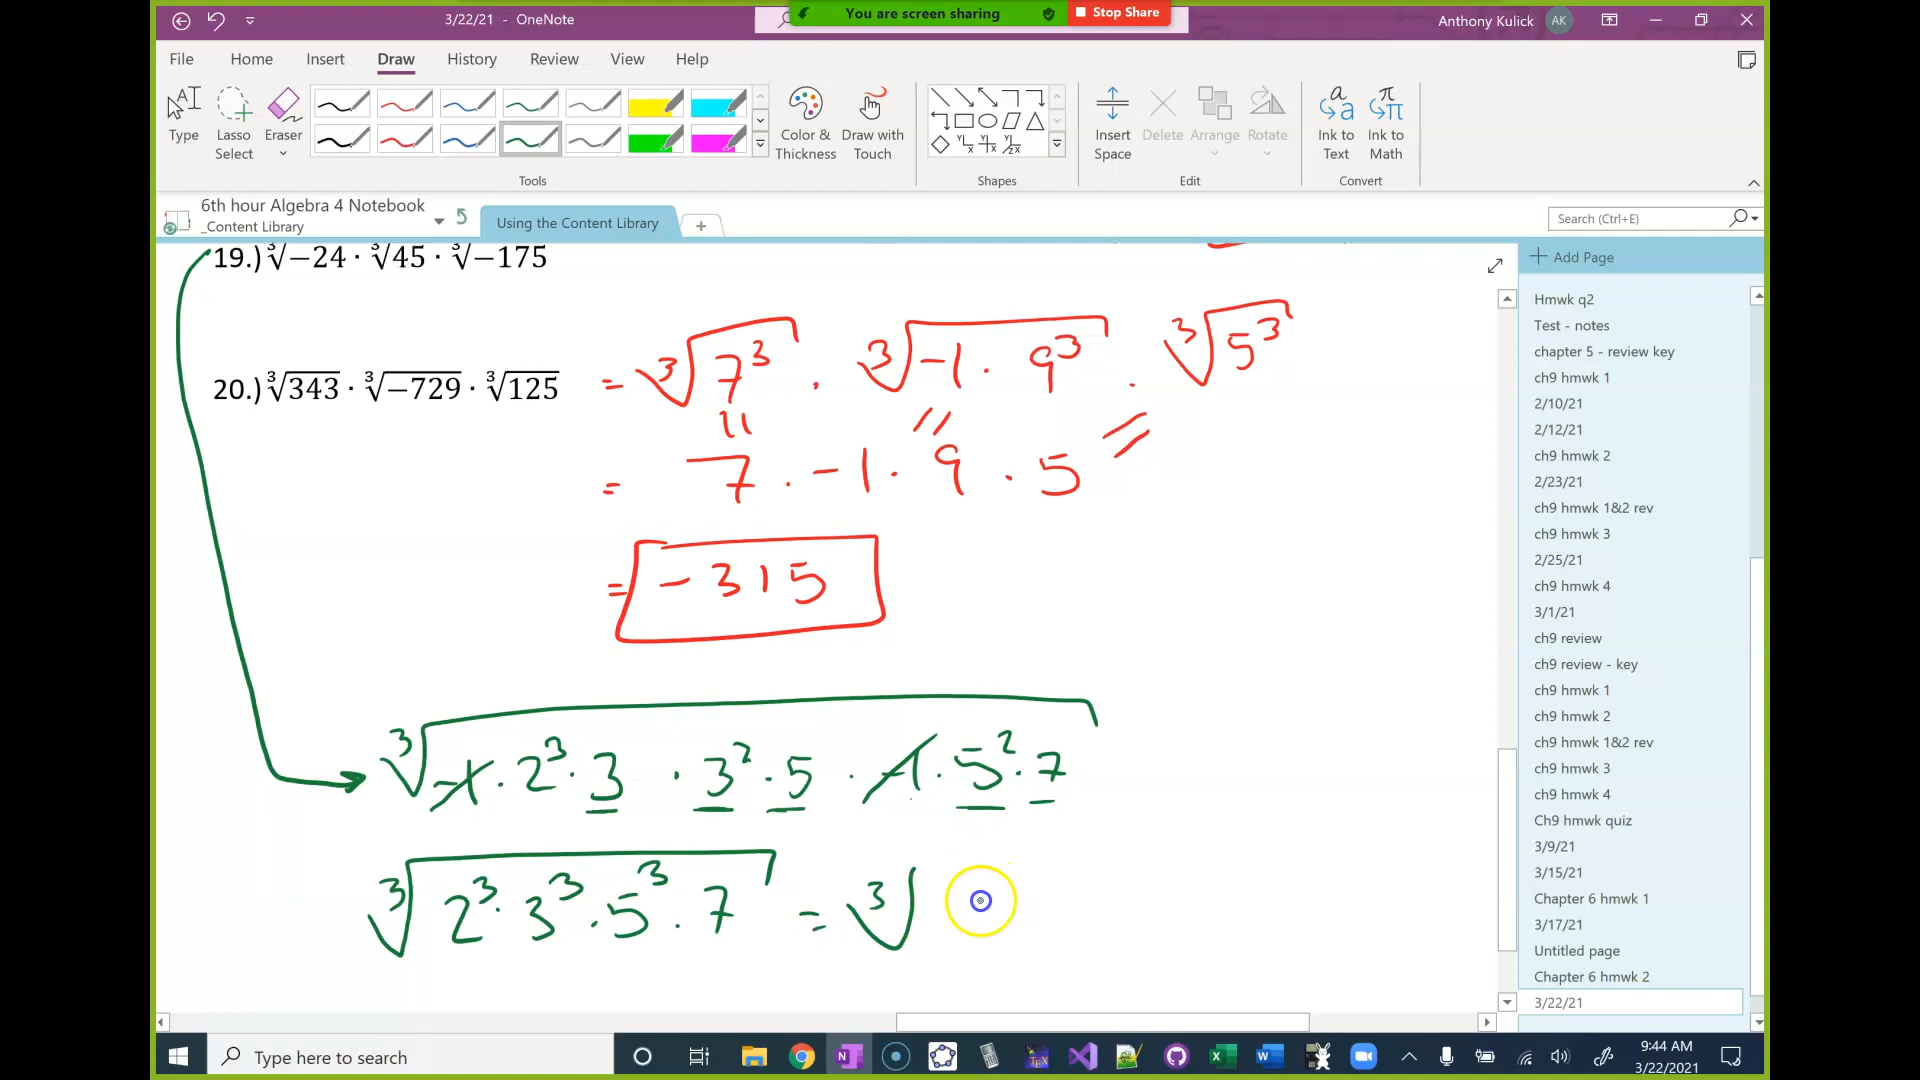 3/22/21 - OneNote
You are screen sharing
Stop Share
Anthony Kulick
AK
File Home Insert Draw History Review View Help
Type
Lasso Select
Eraser
Color & Thickness
Draw with Touch
Insert Space
Delete
Arrange
Rotate
Ink to Text
Ink to Math
Tools
Shapes
Edit
Convert
6th hour Algebra 4 Notebook
_Content Library
Using the Content Library
Search (Ctrl+E)
19.) ∛−24 · ∛45 · ∛−175
20.) ∛343 · ∛−729 · ∛125 = ∛7³ · ∛-1 · 9³ · ∛5³
= 7 · -1 · 9 · 5 =
= -315
∛-1 · 2³ · 3 · 3² · 5 · -1 · 5² · 7
∛2³ · 3³ · 5³ · 7 = ∛
Add Page
Hmwk q2
Test - notes
chapter 5 - review key
ch9 hmwk 1
2/10/21
2/12/21
ch9 hmwk 2
2/23/21
ch9 hmwk 1&2 rev
ch9 hmwk 3
2/25/21
ch9 hmwk 4
3/1/21
ch9 review
ch9 review - key
ch9 hmwk 1
ch9 hmwk 2
ch9 hmwk 1&2 rev
ch9 hmwk 3
ch9 hmwk 4
Ch9 hmwk quiz
3/9/21
3/15/21
Chapter 6 hmwk 1
3/17/21
Untitled page
Chapter 6 hmwk 2
3/22/21
Type here to search
9:44 AM
3/22/2021